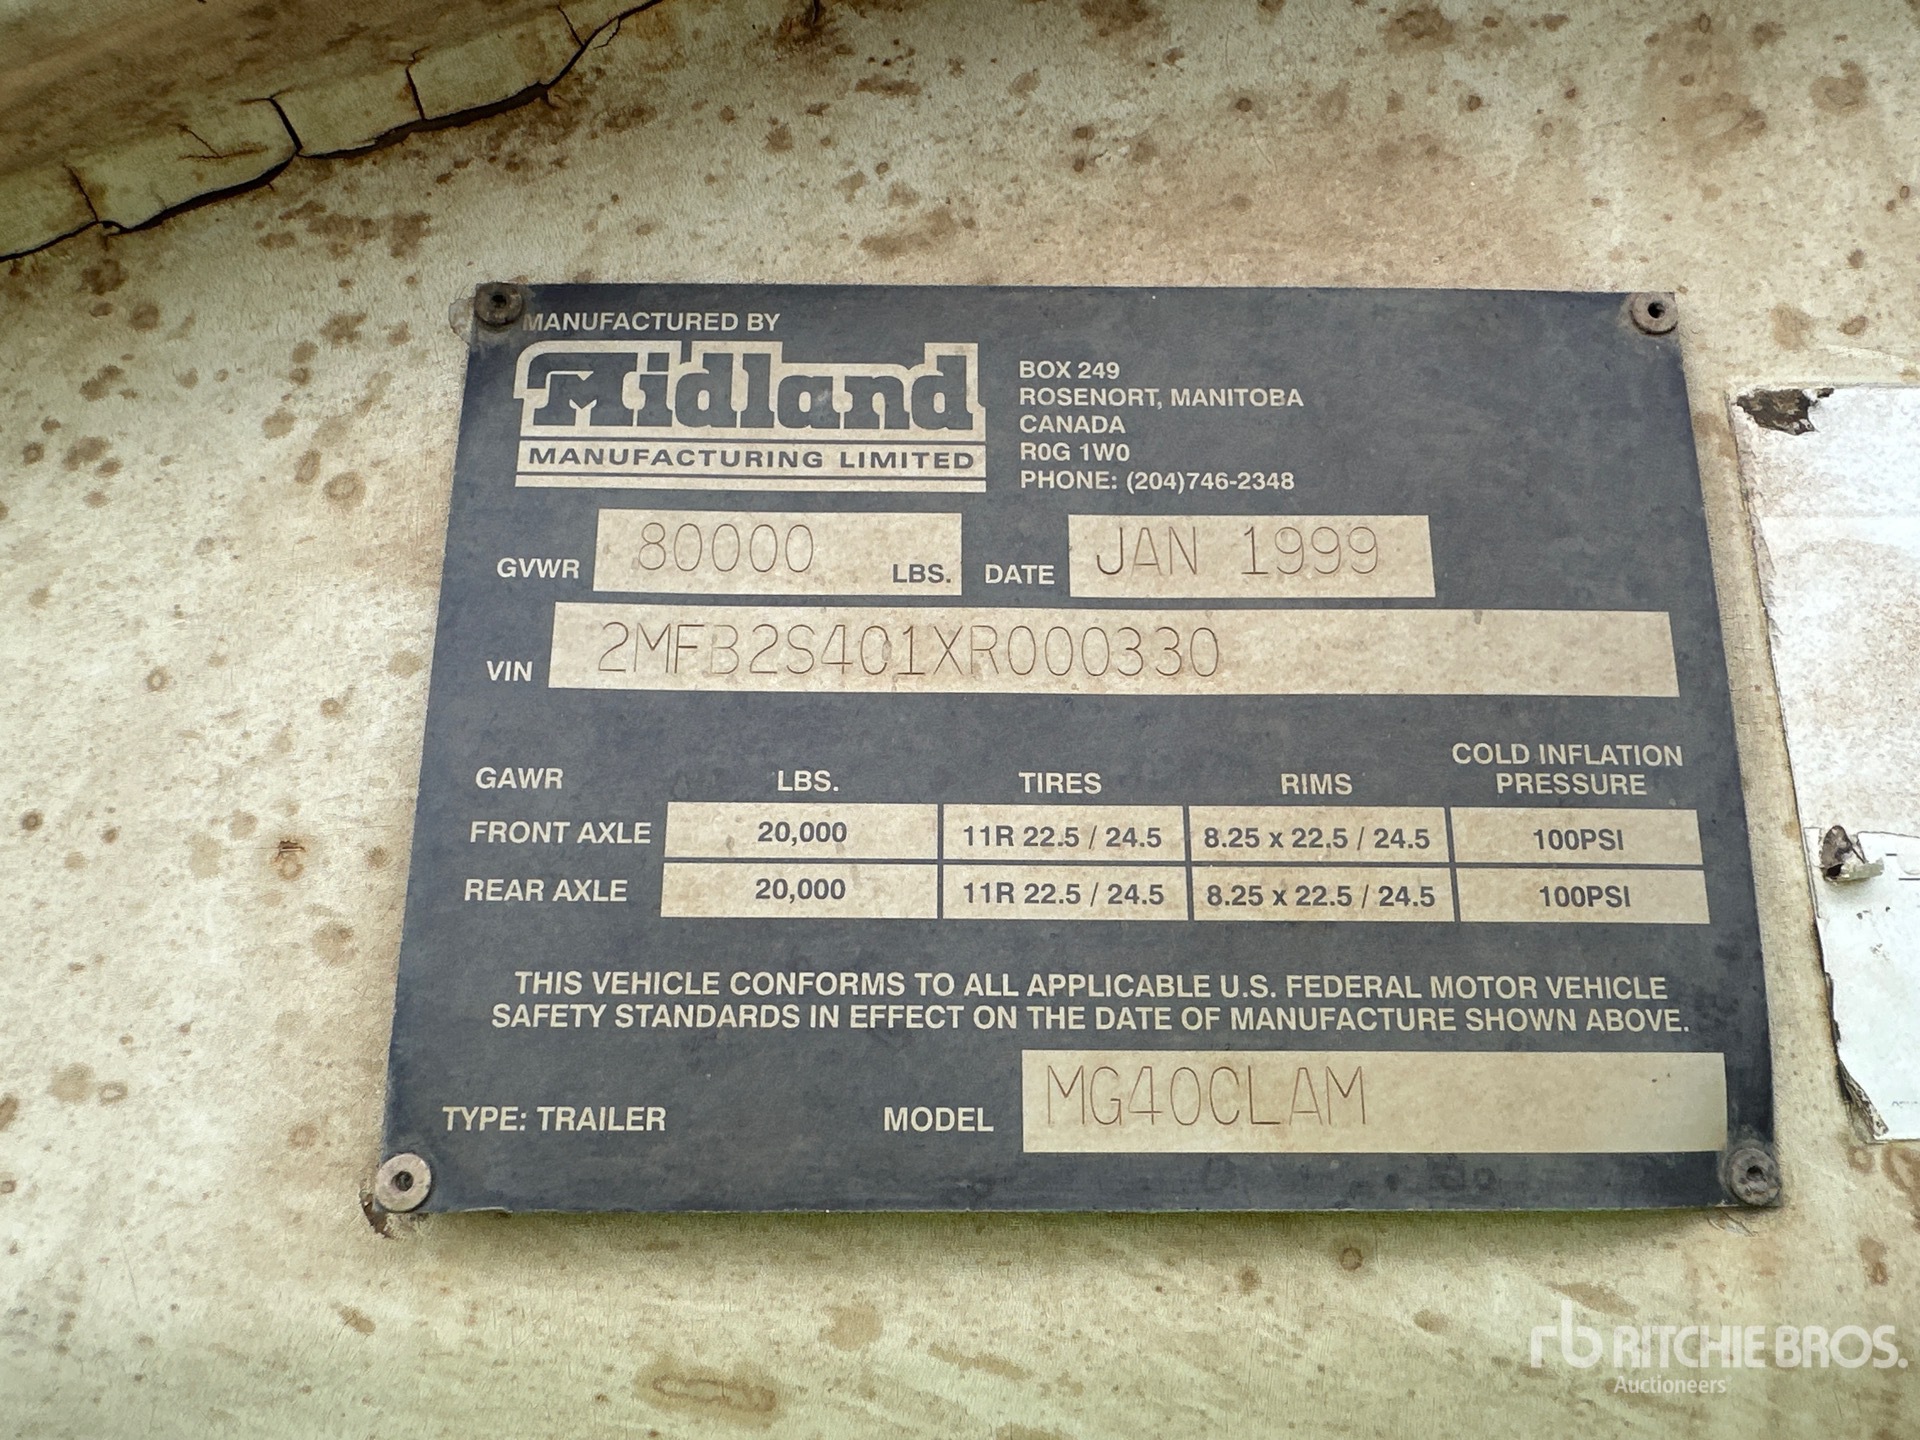 MANUFACTURED BY
Midland
MANUFACTURING LIMITED
BOX 249
ROSENORT, MANITOBA
CANADA
R0G 1W0
PHONE: (204)746-2348
GVWR 80000 LBS. DATE JAN 1999
VIN 2MFB2S401XR000330
GAWR LBS. TIRES RIMS COLD INFLATION PRESSURE
FRONT AXLE 20,000 11R 22.5 / 24.5 8.25 x 22.5 / 24.5 100PSI
REAR AXLE 20,000 11R 22.5 / 24.5 8.25 x 22.5 / 24.5 100PSI
THIS VEHICLE CONFORMS TO ALL APPLICABLE U.S. FEDERAL MOTOR VEHICLE
SAFETY STANDARDS IN EFFECT ON THE DATE OF MANUFACTURE SHOWN ABOVE.
TYPE: TRAILER MODEL MG40CLAM
rb RITCHIE BROS.
Auctioneers